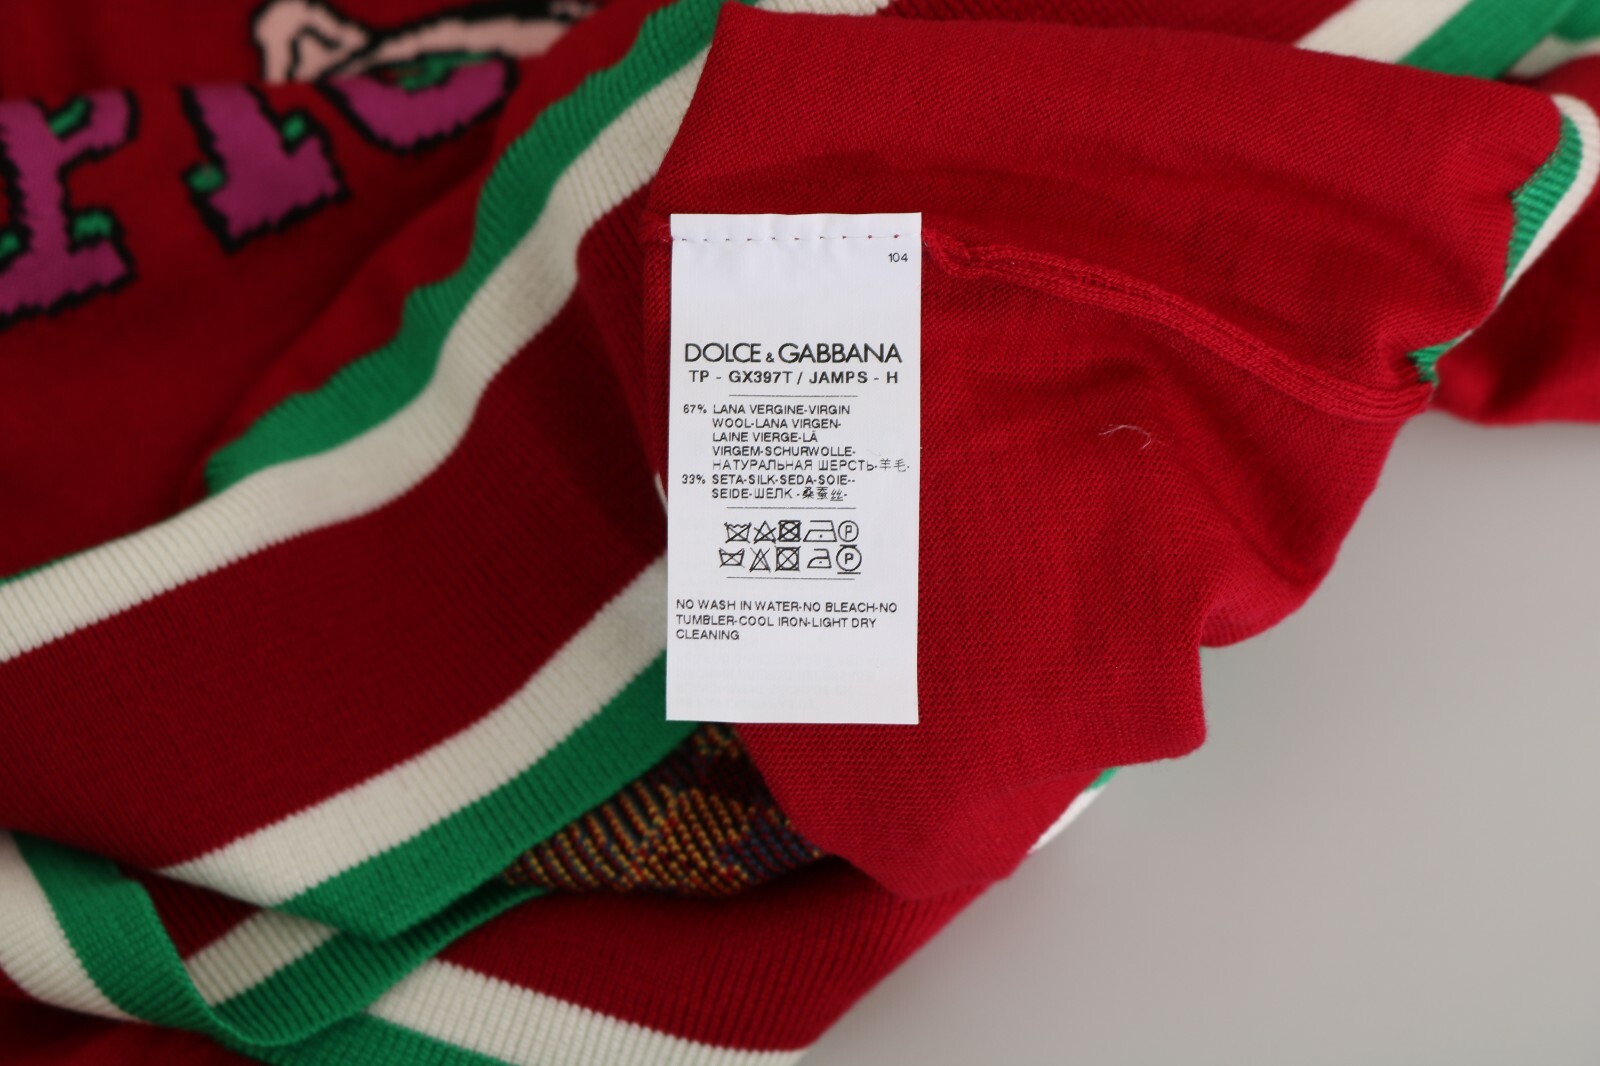 104
DOLCE & GABBANA
TP - GX397T / JAMPS - H
67% LANA VERGINE-VIRGIN
WOOL-LANA VIRGEN-
LAINE VIERGE-LÃ
VIRGEM-SCHURWOLLE-
НАТУРАЛЬНАЯ ШЕРСТЬ-羊毛-
33% SETA-SILK-SEDA-SOIE--
SEIDE-ШЕЛК -桑蚕丝-
P
P
NO WASH IN WATER-NO BLEACH-NO
TUMBLER-COOL IRON-LIGHT DRY
CLEANING